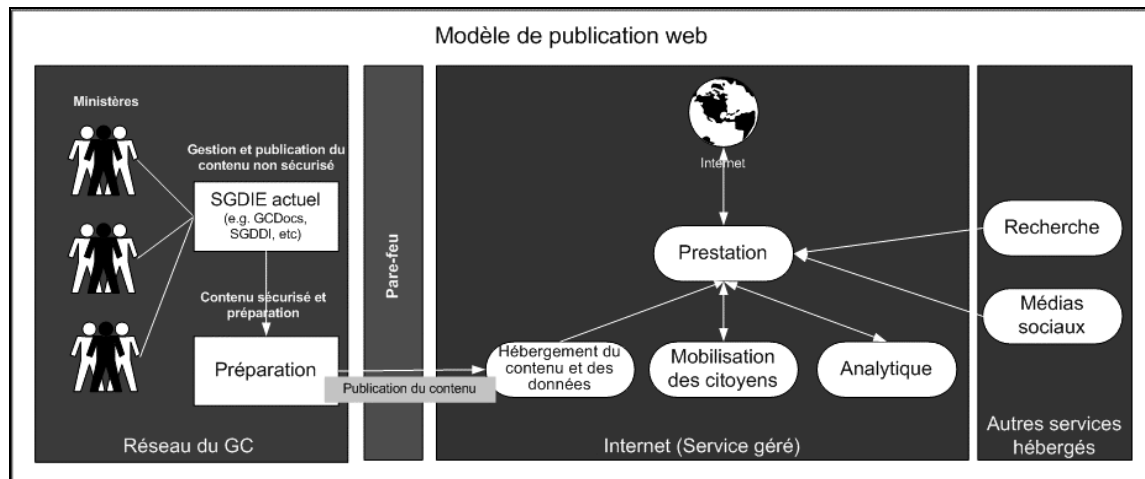 Modèle de publication web
Ministères
Gestion et publication du
contenu non sécurisé
SGDIE actuel
(e.g. GCDocs,
SGDDI, etc)
Contenu sécurisé et
préparation
Préparation
Publication du contenu
Réseau du GC
Pare-feu
Internet
Prestation
Hébergement du
contenu et des
données
Mobilisation
des citoyens
Analytique
Internet (Service géré)
Recherche
Médias
sociaux
Autres services
hébergés